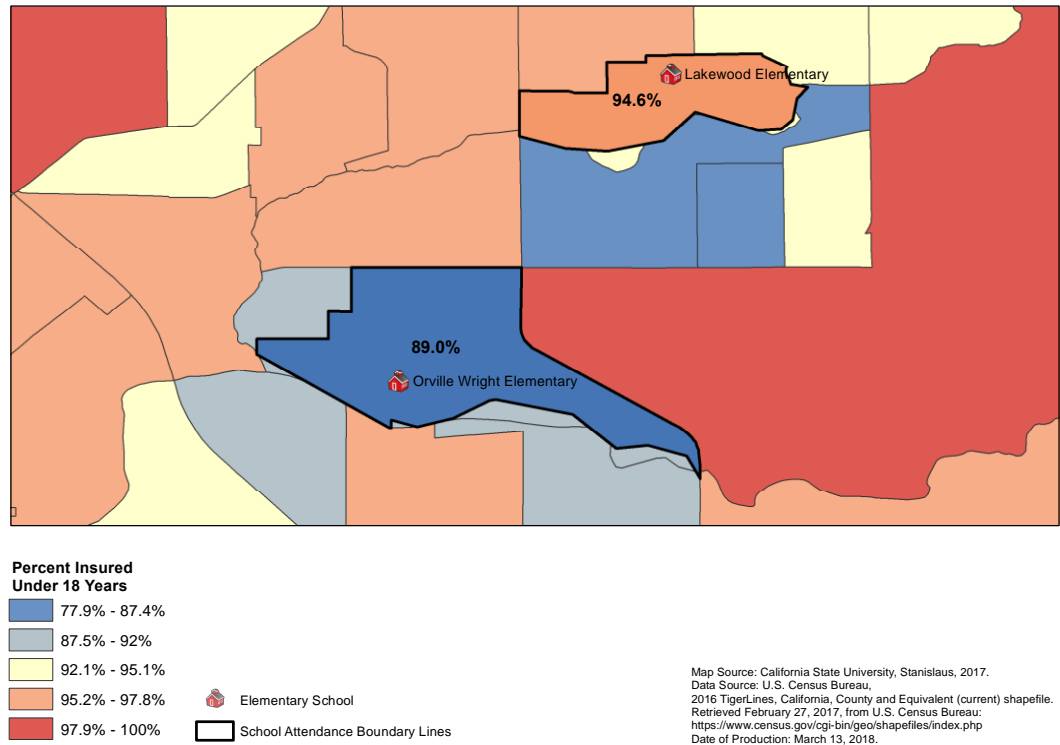 Lakewood Elementary
94.6%
89.0%
Orville Wright Elementary
Percent Insured
Under 18 Years
77.9% - 87.4%
87.5% - 92%
92.1% - 95.1%
95.2% - 97.8%
97.9% - 100%
Elementary School
School Attendance Boundary Lines
Map Source: California State University, Stanislaus, 2017.
Data Source: U.S. Census Bureau,
2016 TigerLines, California, County and Equivalent (current) shapefile.
Retrieved February 27, 2017, from U.S. Census Bureau:
https://www.census.gov/cgi-bin/geo/shapefiles/index.php
Date of Production: March 13, 2018.